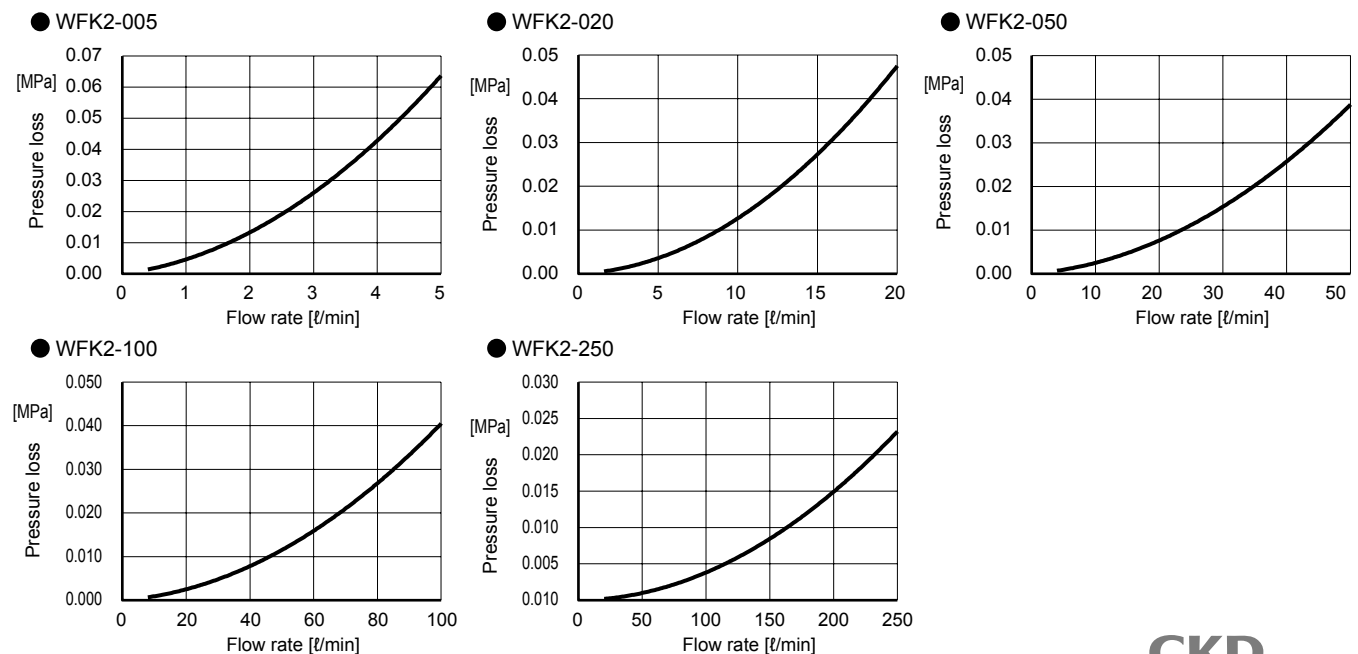 ● WFK2-005
0.07
[MPa]
0.06
0.05
0.04
0.03
0.02
0.01
0.00
Pressure loss
0 1 2 3 4 5
Flow rate [ℓ/min]
● WFK2-020
0.05
[MPa]
0.04
0.03
0.02
0.01
0.00
Pressure loss
0 5 10 15 20
Flow rate [ℓ/min]
● WFK2-050
0.05
[MPa]
0.04
0.03
0.02
0.01
0.00
Pressure loss
0 10 20 30 40 50
Flow rate [ℓ/min]
● WFK2-100
0.050
[MPa]
0.040
0.030
0.020
0.010
0.000
Pressure loss
0 20 40 60 80 100
Flow rate [ℓ/min]
● WFK2-250
0.030
0.025
[MPa]
0.020
0.015
0.010
0.005
0.010
Pressure loss
0 50 100 150 200 250
Flow rate [ℓ/min]
CKD